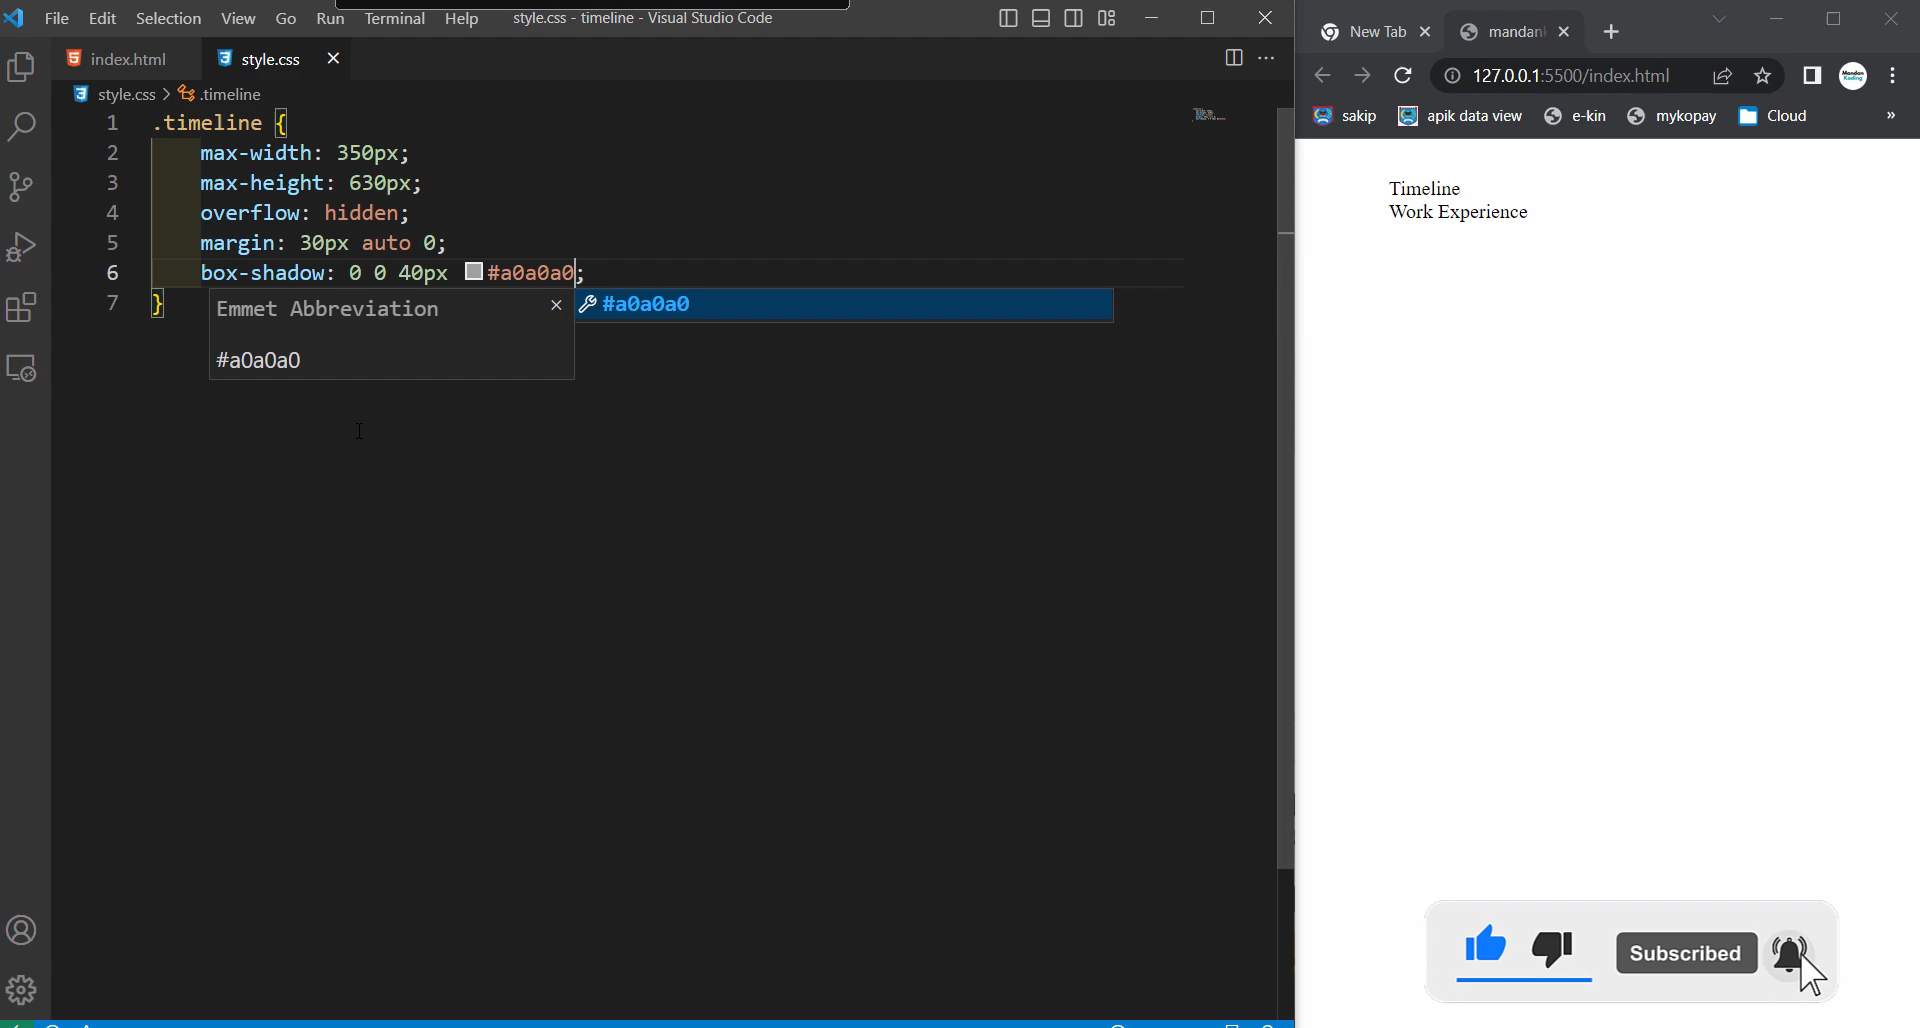 File Edit Selection View Go Run Terminal Help style.css - timeline - Visual Studio Code
index.html style.css
style.css > .timeline
1 .timeline {
2 max-width: 350px;
3 max-height: 630px;
4 overflow: hidden;
5 margin: 30px auto 0;
6 box-shadow: 0 0 40px #a0a0a0;
7 }
Emmet Abbreviation
#a0a0a0
#a0a0a0
New Tab mandan
127.0.0.1:5500/index.html
Mandan
Koding
sakip apik data view e-kin mykopay Cloud »
Timeline
Work Experience
Subscribed